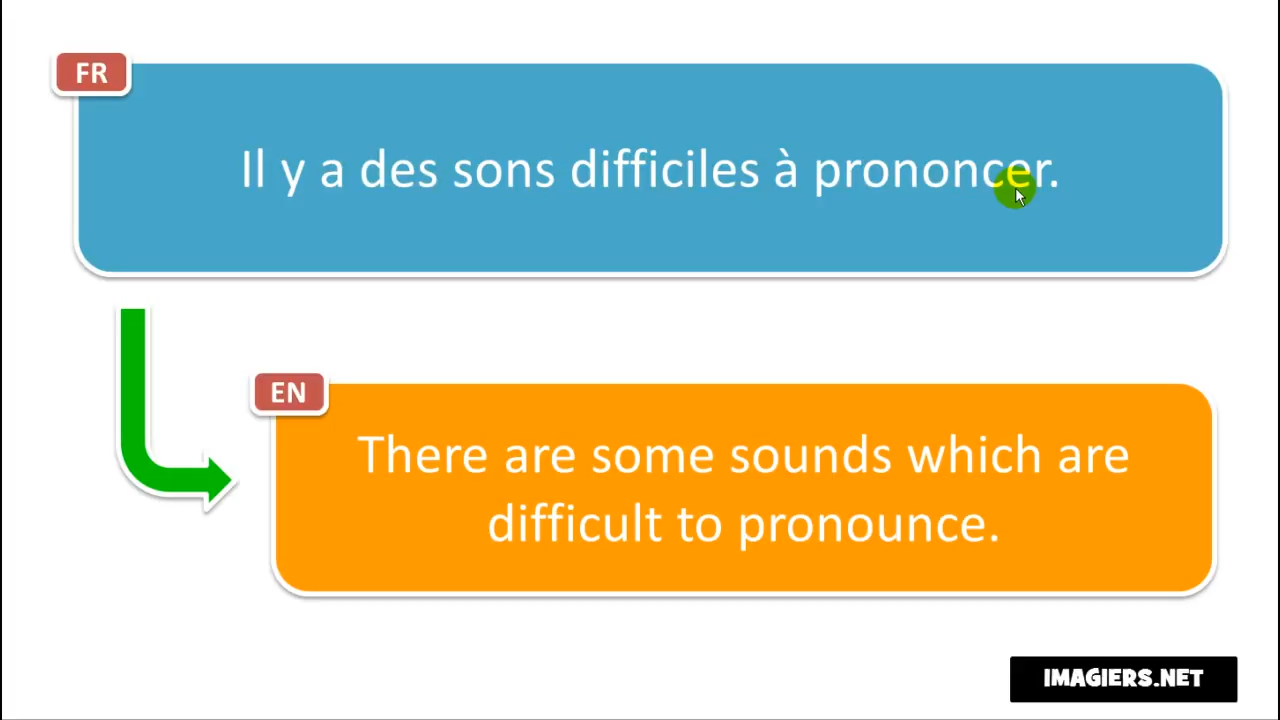 FR
Il y a des sons difficiles à prononcer.
EN
There are some sounds which are
difficult to pronounce.
IMAGIERS.NET